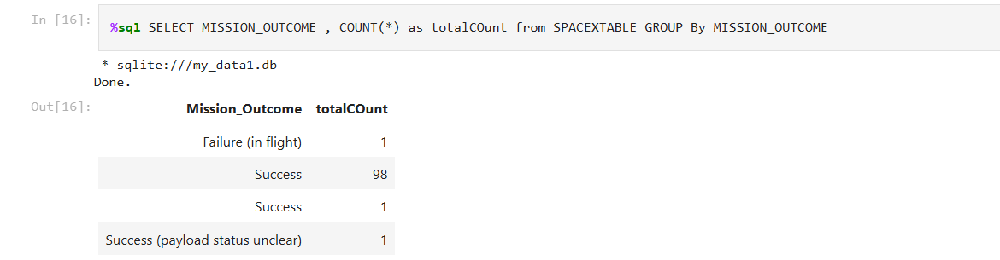 In [16]: %sql SELECT MISSION_OUTCOME , COUNT(*) as totalCOunt from SPACEXTABLE GROUP By MISSION_OUTCOME
* sqlite:///my_data1.db
Done.
Out[16]: Mission_Outcome totalCOunt
Failure (in flight) 1
Success 98
Success 1
Success (payload status unclear) 1